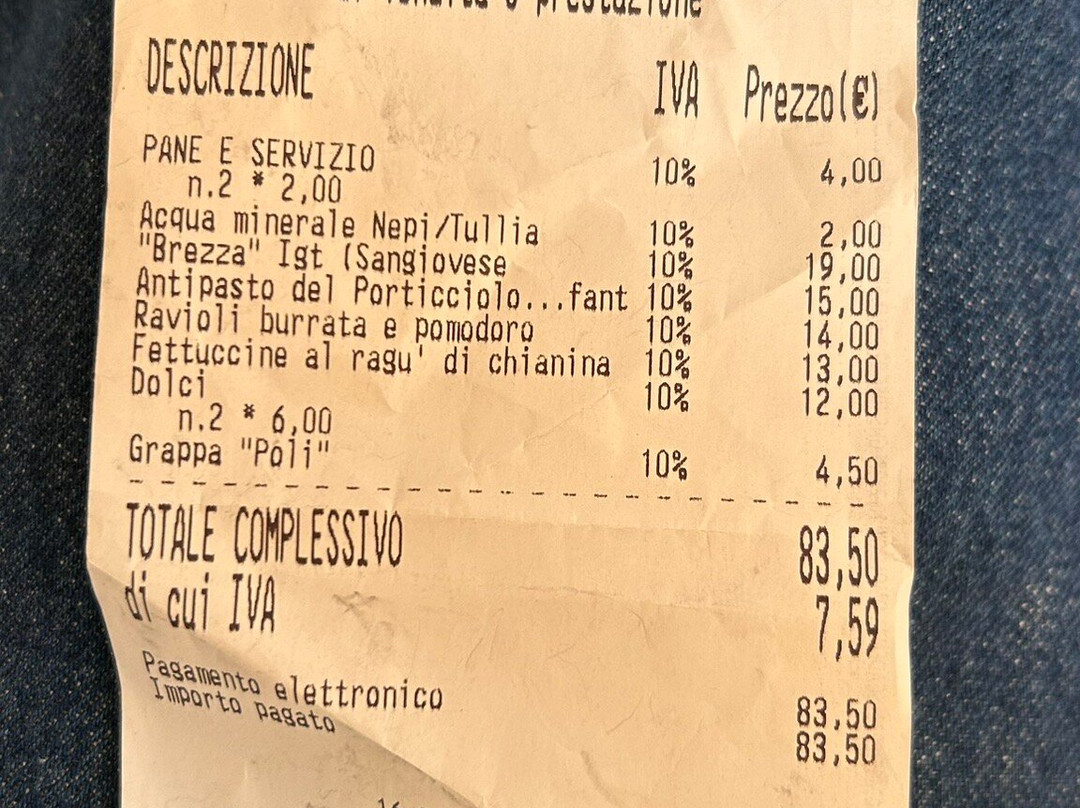 vendita o prestazione
DESCRIZIONE IVA Prezzo(€)
PANE E SERVIZIO 10% 4,00
n.2 * 2,00
Acqua minerale Nepi/Tullia 10% 2,00
"Brezza" Igt (Sangiovese 10% 19,00
Antipasto del Porticciolo...fant 10% 15,00
Ravioli burrata e pomodoro 10% 14,00
Fettuccine al ragu' di chianina 10% 13,00
Dolci 10% 12,00
n.2 * 6,00
Grappa "Poli" 10% 4,50
TOTALE COMPLESSIVO 83,50
di cui IVA 7,59
Pagamento elettronico 83,50
Importo pagato 83,50